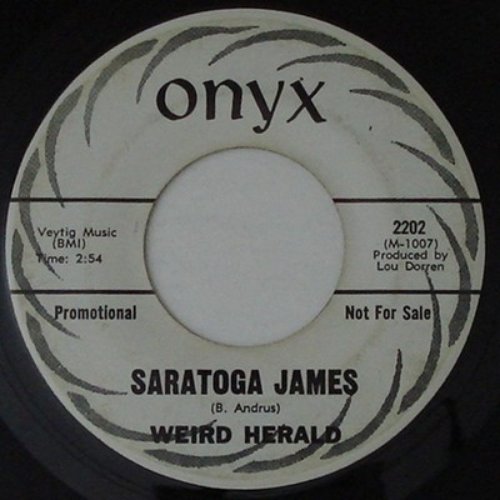 onyx
Veytig Music
(BMI)
Time: 2:54
2202
(M-1007)
Produced by
Lou Dorren
Promotional
Not For Sale
SARATOGA JAMES
(B. Andrus)
WEIRD HERALD